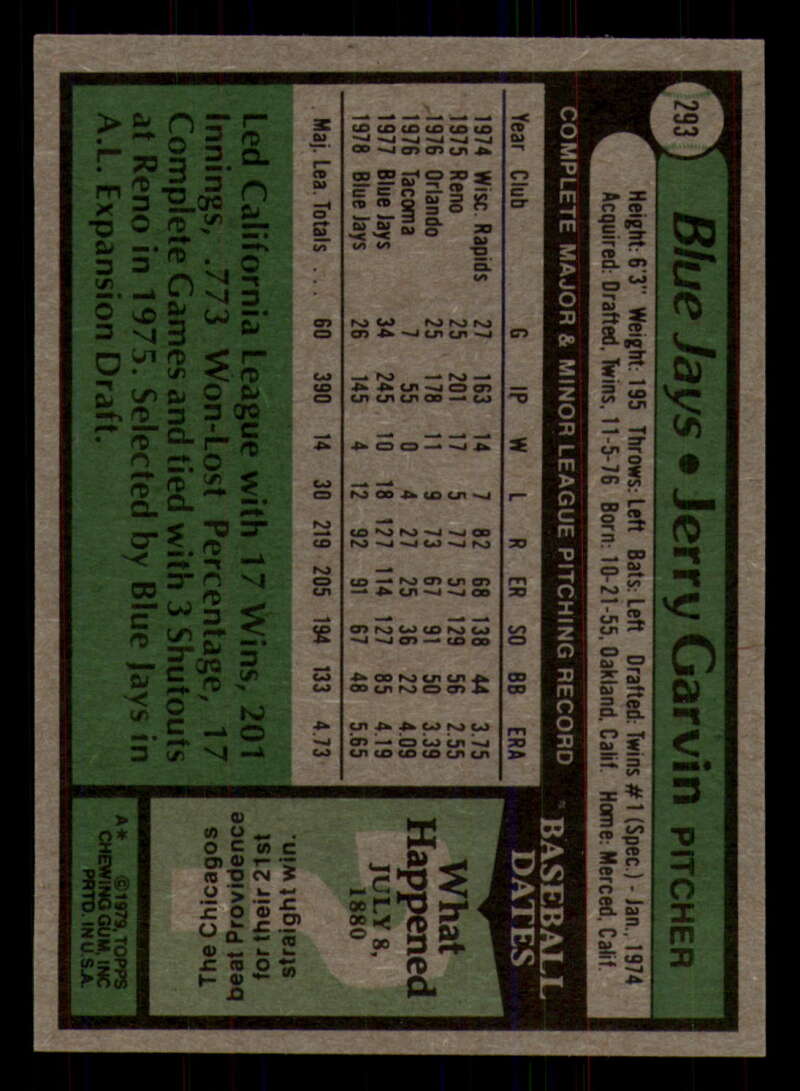 293
Blue Jays • Jerry Garvin PITCHER
Height: 6'3" Weight: 195 Throws: Left Bats: Left Drafted: Twins #1 (Spec.) - Jan., 1974
Acquired: Drafted, Twins, 11-5-76 Born: 10-21-55, Oakland, Calif. Home: Merced, Calif.
COMPLETE MAJOR & MINOR LEAGUE PITCHING RECORD
Year Club G IP W L R ER SO BB ERA
1974 Wisc. Rapids 27 163 14 7 82 68 138 44 3.75
1975 Reno 25 201 17 5 77 57 129 56 2.55
1976 Orlando 25 178 11 9 73 67 91 50 3.39
1976 Tacoma 7 55 0 4 27 25 36 22 4.09
1977 Blue Jays 34 245 10 18 127 114 127 85 4.19
1978 Blue Jays 26 145 4 12 92 91 67 48 5.65
Maj. Lea. Totals . . . 60 390 14 30 219 205 194 133 4.73
Led California League with 17 Wins, 201
Innings, .773 Won-Lost Percentage, 17
Complete Games and tied with 3 Shutouts
at Reno in 1975. Selected by Blue Jays in
A.L. Expansion Draft.
BASEBALL
DATES
What
Happened
JULY 8,
1880
?
The Chicagos
beat Providence
for their 21st
straight win.
A* ©1979, TOPPS
CHEWING GUM, INC
PRTD. IN U.S.A.